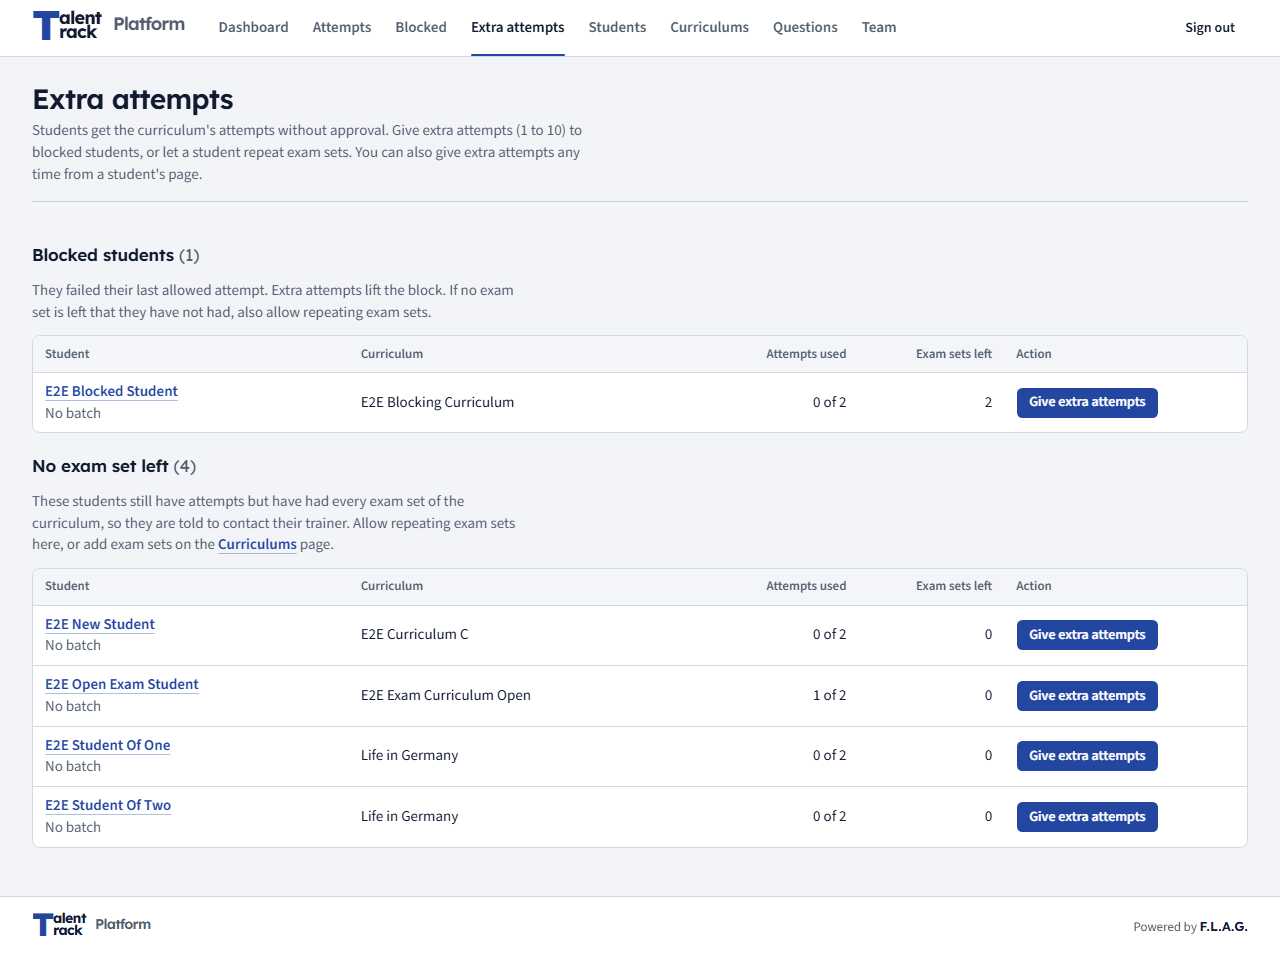 Talent
Track
Platform
Dashboard
Attempts
Blocked
Extra attempts
Students
Curriculums
Questions
Team
Sign out
Extra attempts
Students get the curriculum's attempts without approval. Give extra attempts (1 to 10) to
blocked students, or let a student repeat exam sets. You can also give extra attempts any
time from a student's page.
Blocked students (1)
They failed their last allowed attempt. Extra attempts lift the block. If no exam
set is left that they have not had, also allow repeating exam sets.
Student Curriculum Attempts used Exam sets left Action
E2E Blocked Student
No batch
E2E Blocking Curriculum 0 of 2 2 Give extra attempts
No exam set left (4)
These students still have attempts but have had every exam set of the
curriculum, so they are told to contact their trainer. Allow repeating exam sets
here, or add exam sets on the Curriculums page.
Student Curriculum Attempts used Exam sets left Action
E2E New Student
No batch
E2E Curriculum C 0 of 2 0 Give extra attempts
E2E Open Exam Student
No batch
E2E Exam Curriculum Open 1 of 2 0 Give extra attempts
E2E Student Of One
No batch
Life in Germany 0 of 2 0 Give extra attempts
E2E Student Of Two
No batch
Life in Germany 0 of 2 0 Give extra attempts
Talent
Track
Platform
Powered by F.L.A.G.